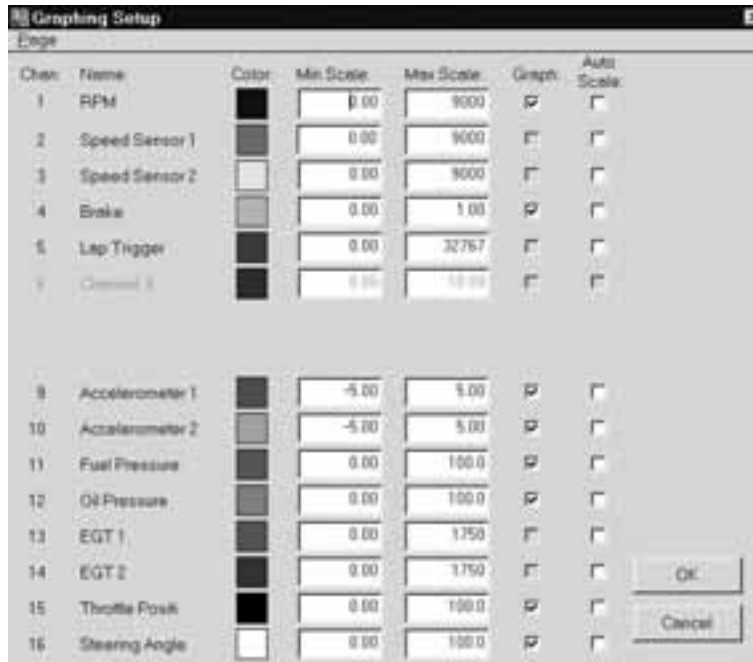 Graphing Setup
Page
Chan: Name: Color: Min Scale: Max Scale: Graph: Auto Scale:
1 RPM 0.00 9000
2 Speed Sensor 1 0.00 9000
3 Speed Sensor 2 0.00 9000
4 Brake 0.00 1.00
5 Lap Trigger 0.00 32767
Channel
9 Accelerometer 1 -5.00 5.00
10 Accelerometer 2 -5.00 5.00
11 Fuel Pressure 0.00 100.0
12 Oil Pressure 0.00 100.0
13 EGT 1 0.00 1750
14 EGT 2 0.00 1750
OK
15 Throttle Positi 0.00 100.0
Cancel
16 Steering Angle 0.00 100.0